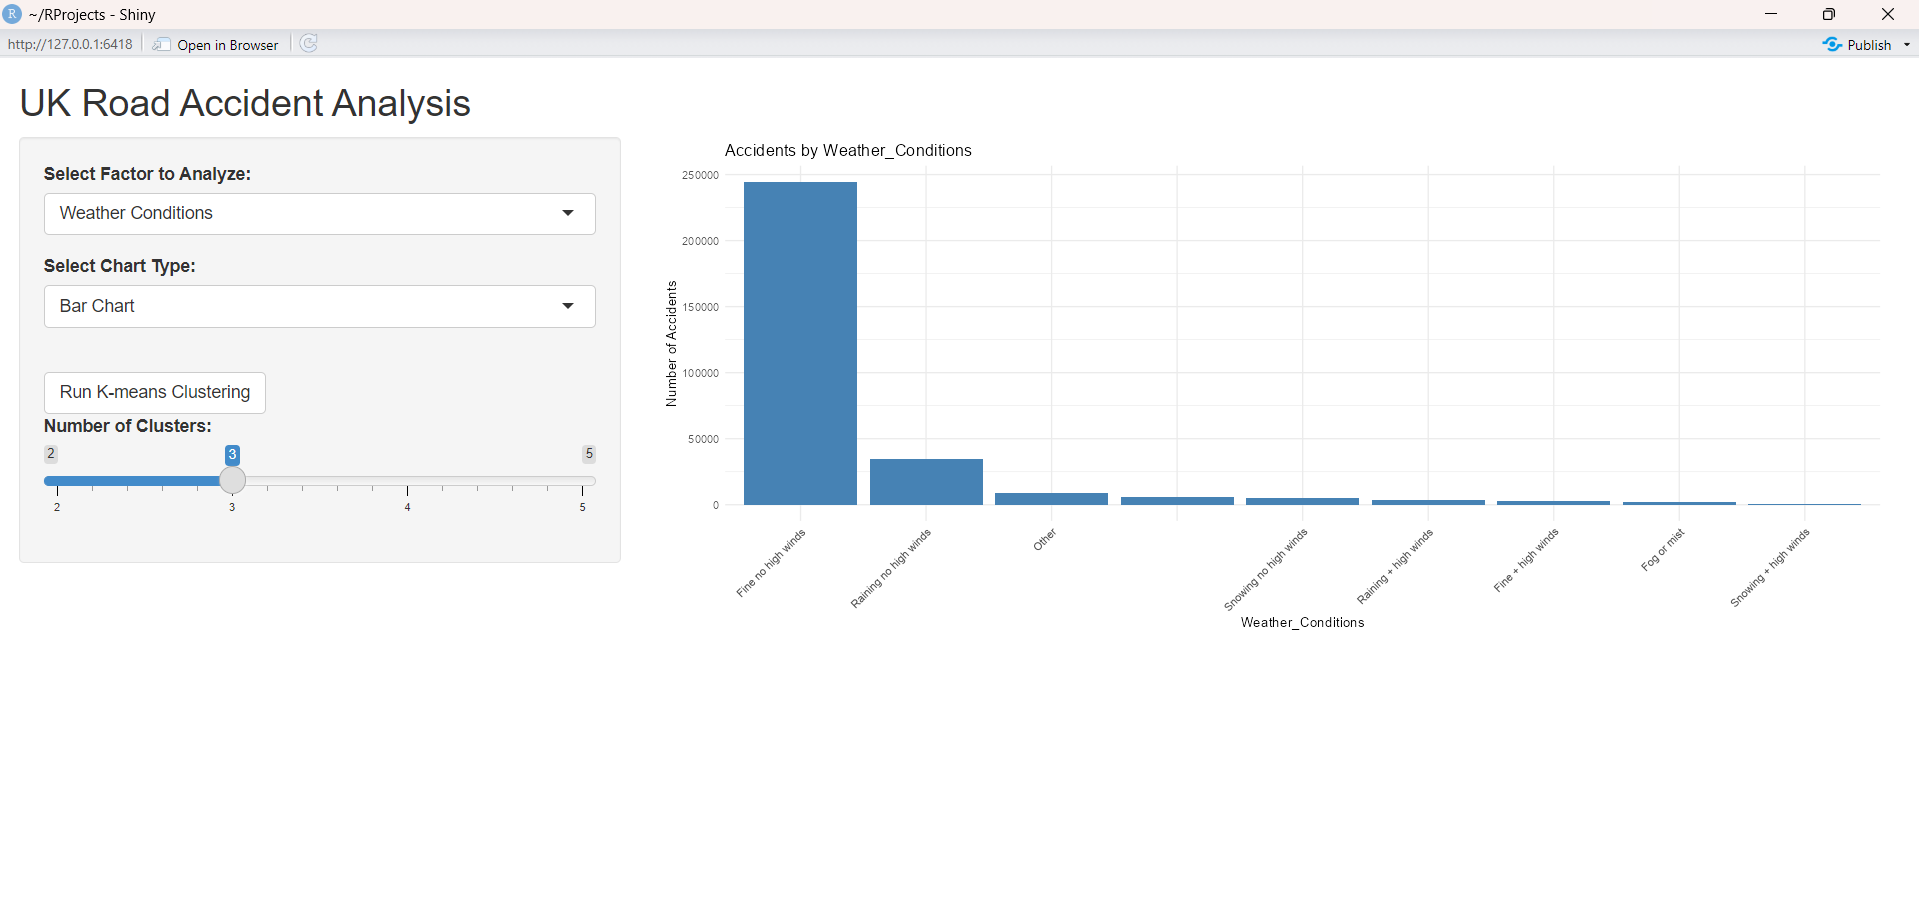 R ~/RProjects - Shiny
http://127.0.0.1:6418 Open in Browser Publish
UK Road Accident Analysis
Select Factor to Analyze:
Weather Conditions
Select Chart Type:
Bar Chart
Run K-means Clustering
Number of Clusters:
2 3 5
2 3 4 5
Accidents by Weather_Conditions
Number of Accidents
250000
200000
150000
100000
50000
0
Fine no high winds
Raining no high winds
Other
Snowing no high winds
Raining + high winds
Fine + high winds
Fog or mist
Snowing + high winds
Weather_Conditions